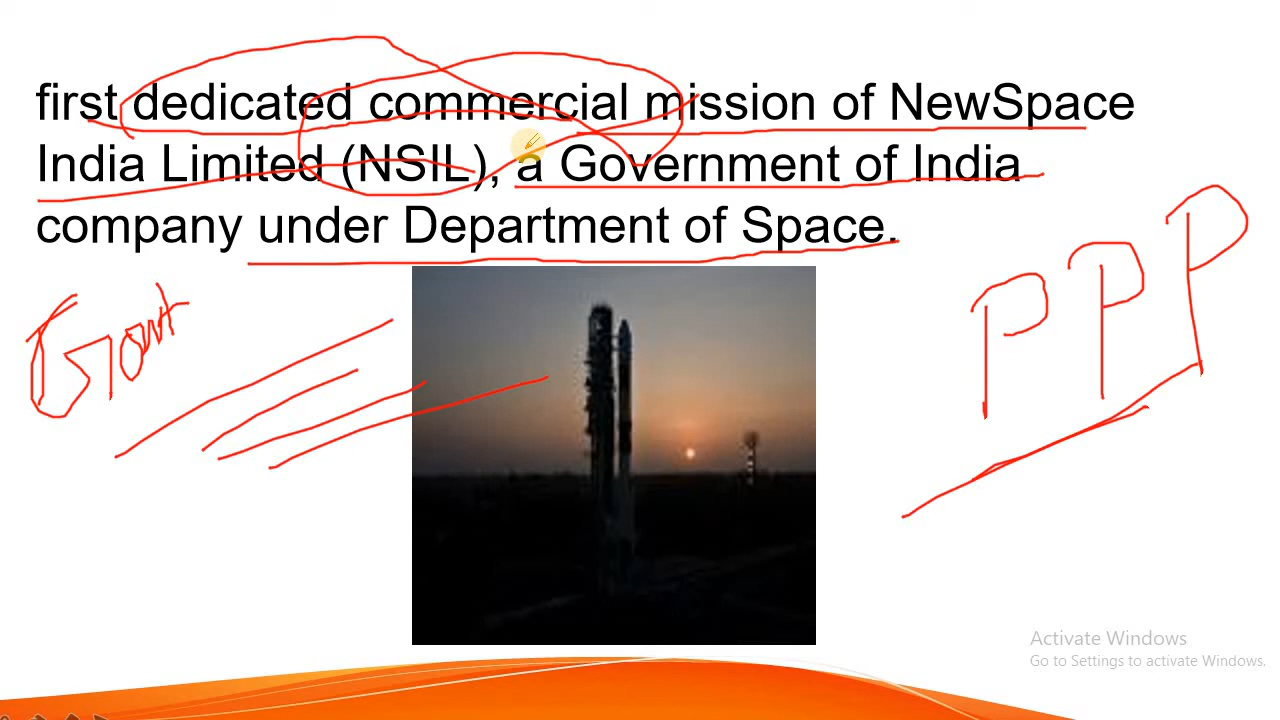 first dedicated commercial mission of NewSpace
India Limited (NSIL), a Government of India
company under Department of Space.
Govt
PPP
Activate Windows
Go to Settings to activate Windows.